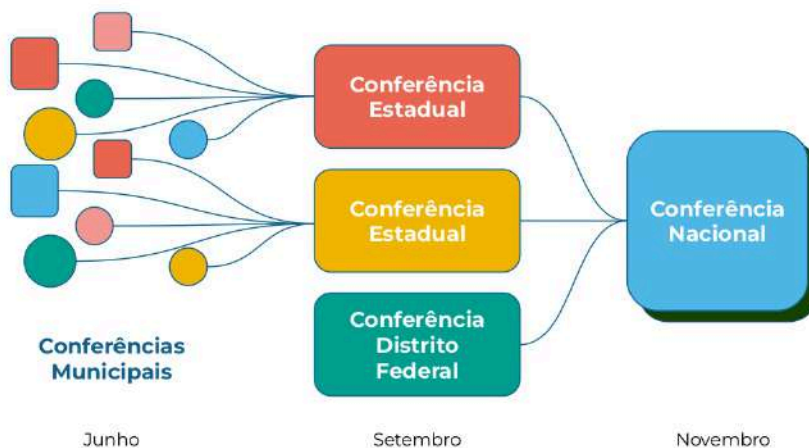 Conferência
Estadual
Conferência
Estadual
Conferência
Nacional
Conferência
Distrito
Federal
Conferências
Municipais
Junho
Setembro
Novembro